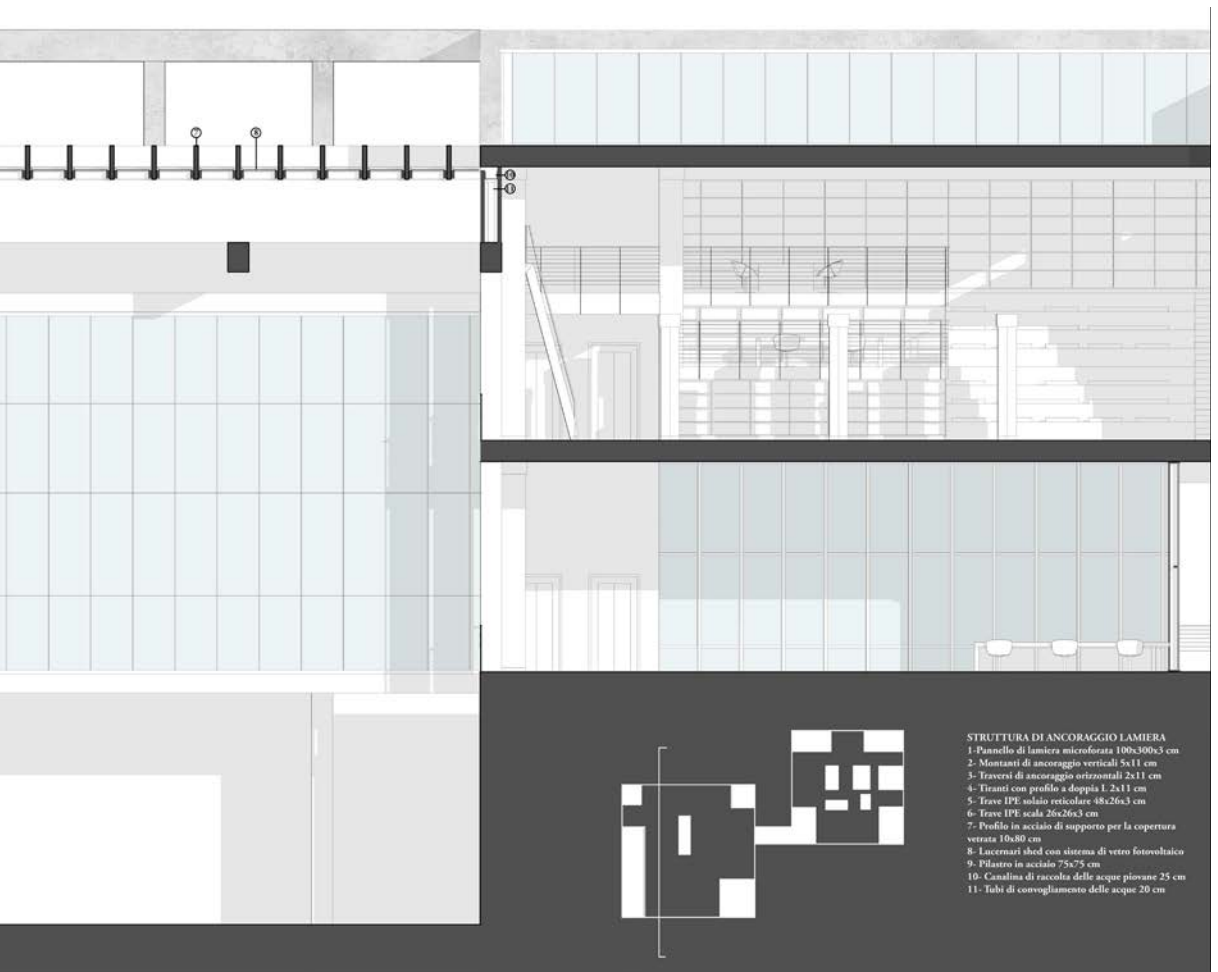 7
8
10
11
STRUTTURA DI ANCORAGGIO LAMIERA
1-Pannello di lamiera microforata 100x300x3 cm
2- Montanti di ancoraggio verticali 5x11 cm
3- Traversi di ancoraggio orizzontali 2x11 cm
4- Tiranti con profilo a doppia L 2x11 cm
5- Trave IPE solaio reticolare 48x26x3 cm
6- Trave IPE scala 26x26x3 cm
7- Profilo in acciaio di supporto per la copertura
vetrata 10x80 cm
8- Lucernari shed con sistema di vetro fotovoltaico
9- Pilastro in acciaio 75x75 cm
10- Canalina di raccolta delle acque piovane 25 cm
11- Tubi di convogliamento delle acque 20 cm